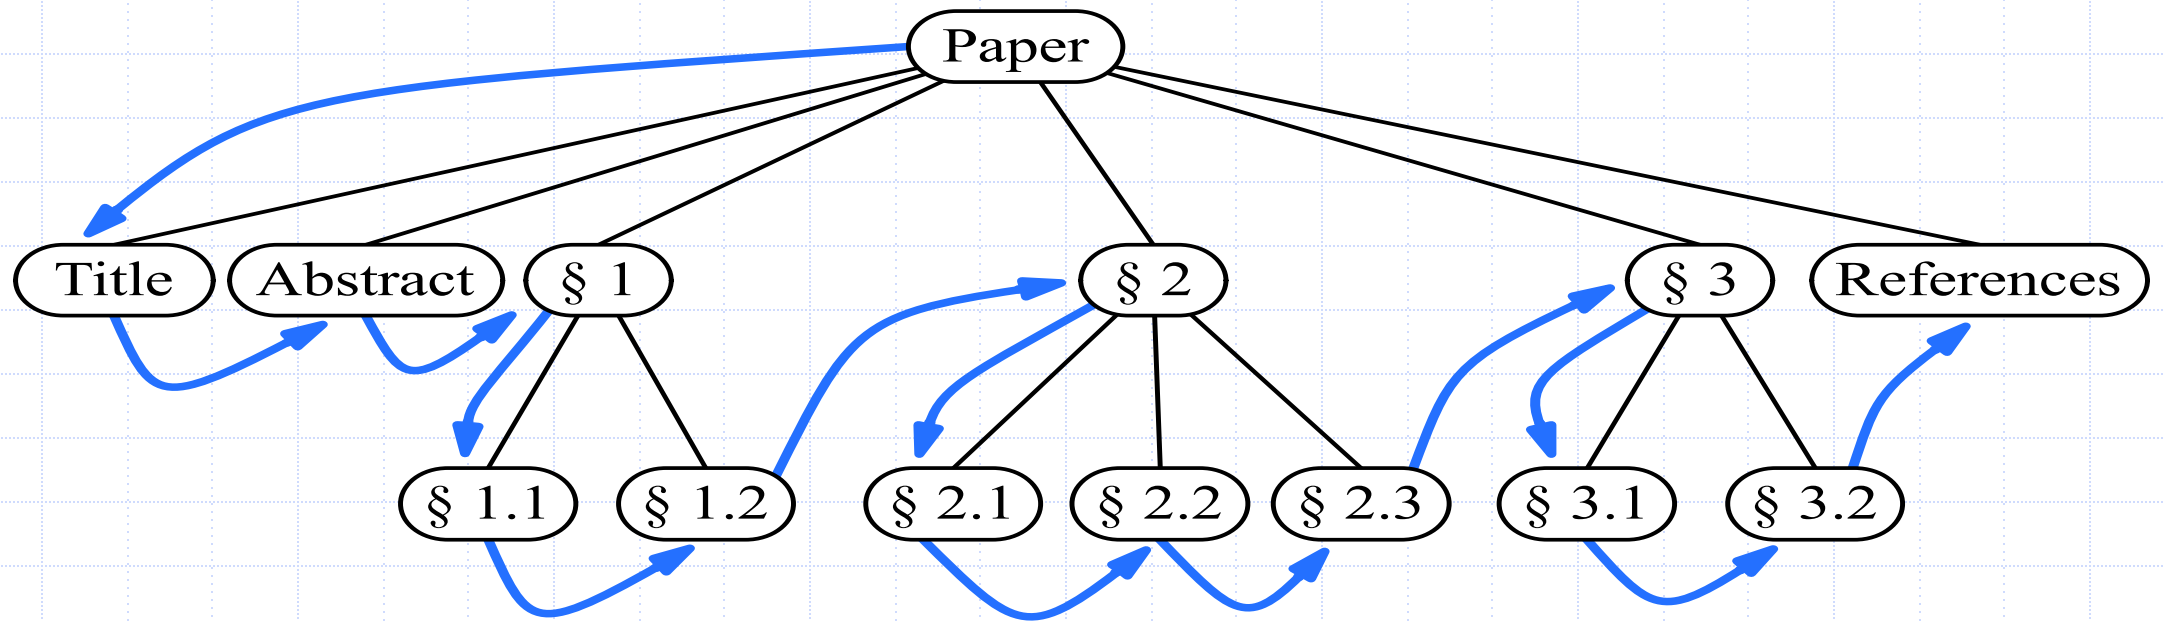 Paper
Title Abstract § 1 § 2 § 3 References
§ 1.1 § 1.2 § 2.1 § 2.2 § 2.3 § 3.1 § 3.2